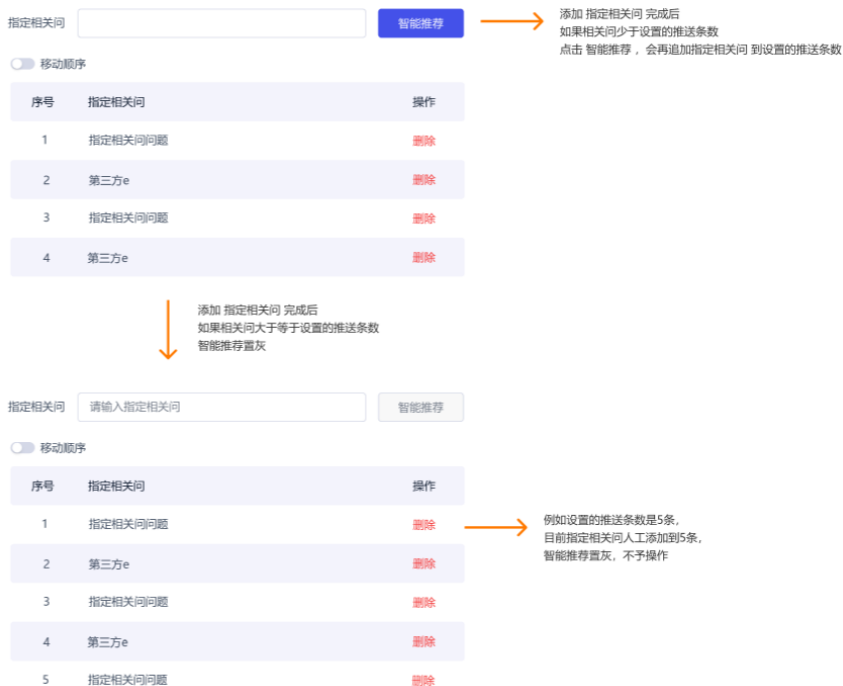 指定相关问 智能推荐
添加 指定相关问 完成后
如果相关问少于设置的推送条数
点击 智能推荐 ，会再追加指定相关问 到设置的推送条数
移动顺序
序号 指定相关问 操作
1 指定相关问问题 删除
2 第三方e 删除
3 指定相关问问题 删除
4 第三方e 删除
添加 指定相关问 完成后
如果相关问大于等于设置的推送条数
智能推荐置灰
指定相关问 请输入指定相关问 智能推荐
移动顺序
序号 指定相关问 操作
1 指定相关问问题 删除
例如设置的推送条数是5条，
目前指定相关问人工添加到5条，
智能推荐置灰，不予操作
2 第三方e 删除
3 指定相关问问题 删除
4 第三方e 删除
5 指定相关问问题 删除